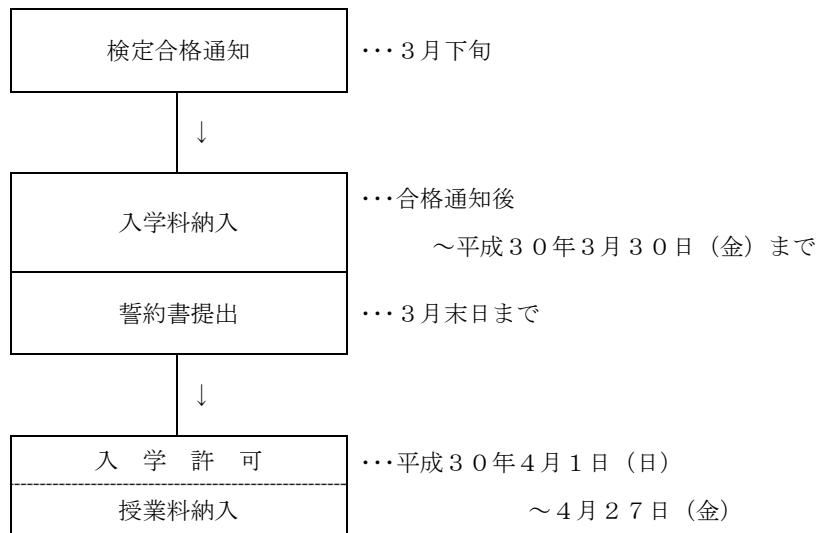 検定合格通知 ･･･３月下旬
↓
入学料納入 ･･･合格通知後
～平成３０年３月３０日（金）まで
誓約書提出 ･･･３月末日まで
↓
入 学 許 可 ･･･平成３０年４月１日（日）
授業料納入 ～４月２７日（金）